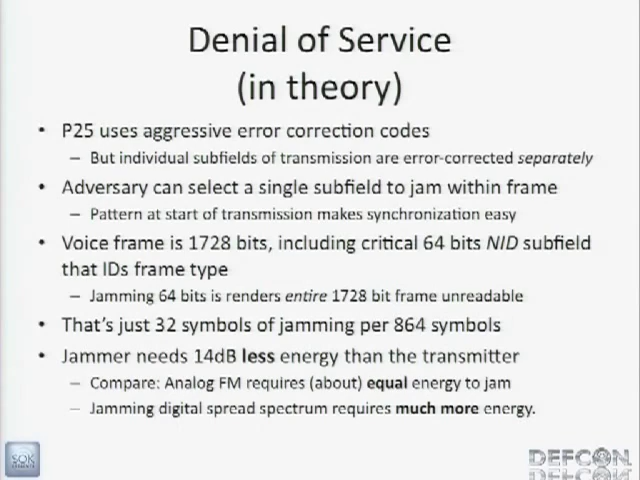 Denial of Service
(in theory)
• P25 uses aggressive error correction codes
– But individual subfields of transmission are error-corrected separately
• Adversary can select a single subfield to jam within frame
– Pattern at start of transmission makes synchronization easy
• Voice frame is 1728 bits, including critical 64 bits NID subfield
that IDs frame type
– Jamming 64 bits is renders entire 1728 bit frame unreadable
• That's just 32 symbols of jamming per 864 symbols
• Jammer needs 14dB less energy than the transmitter
– Compare: Analog FM requires (about) equal energy to jam
– Jamming digital spread spectrum requires much more energy.
SOK
DEFCON